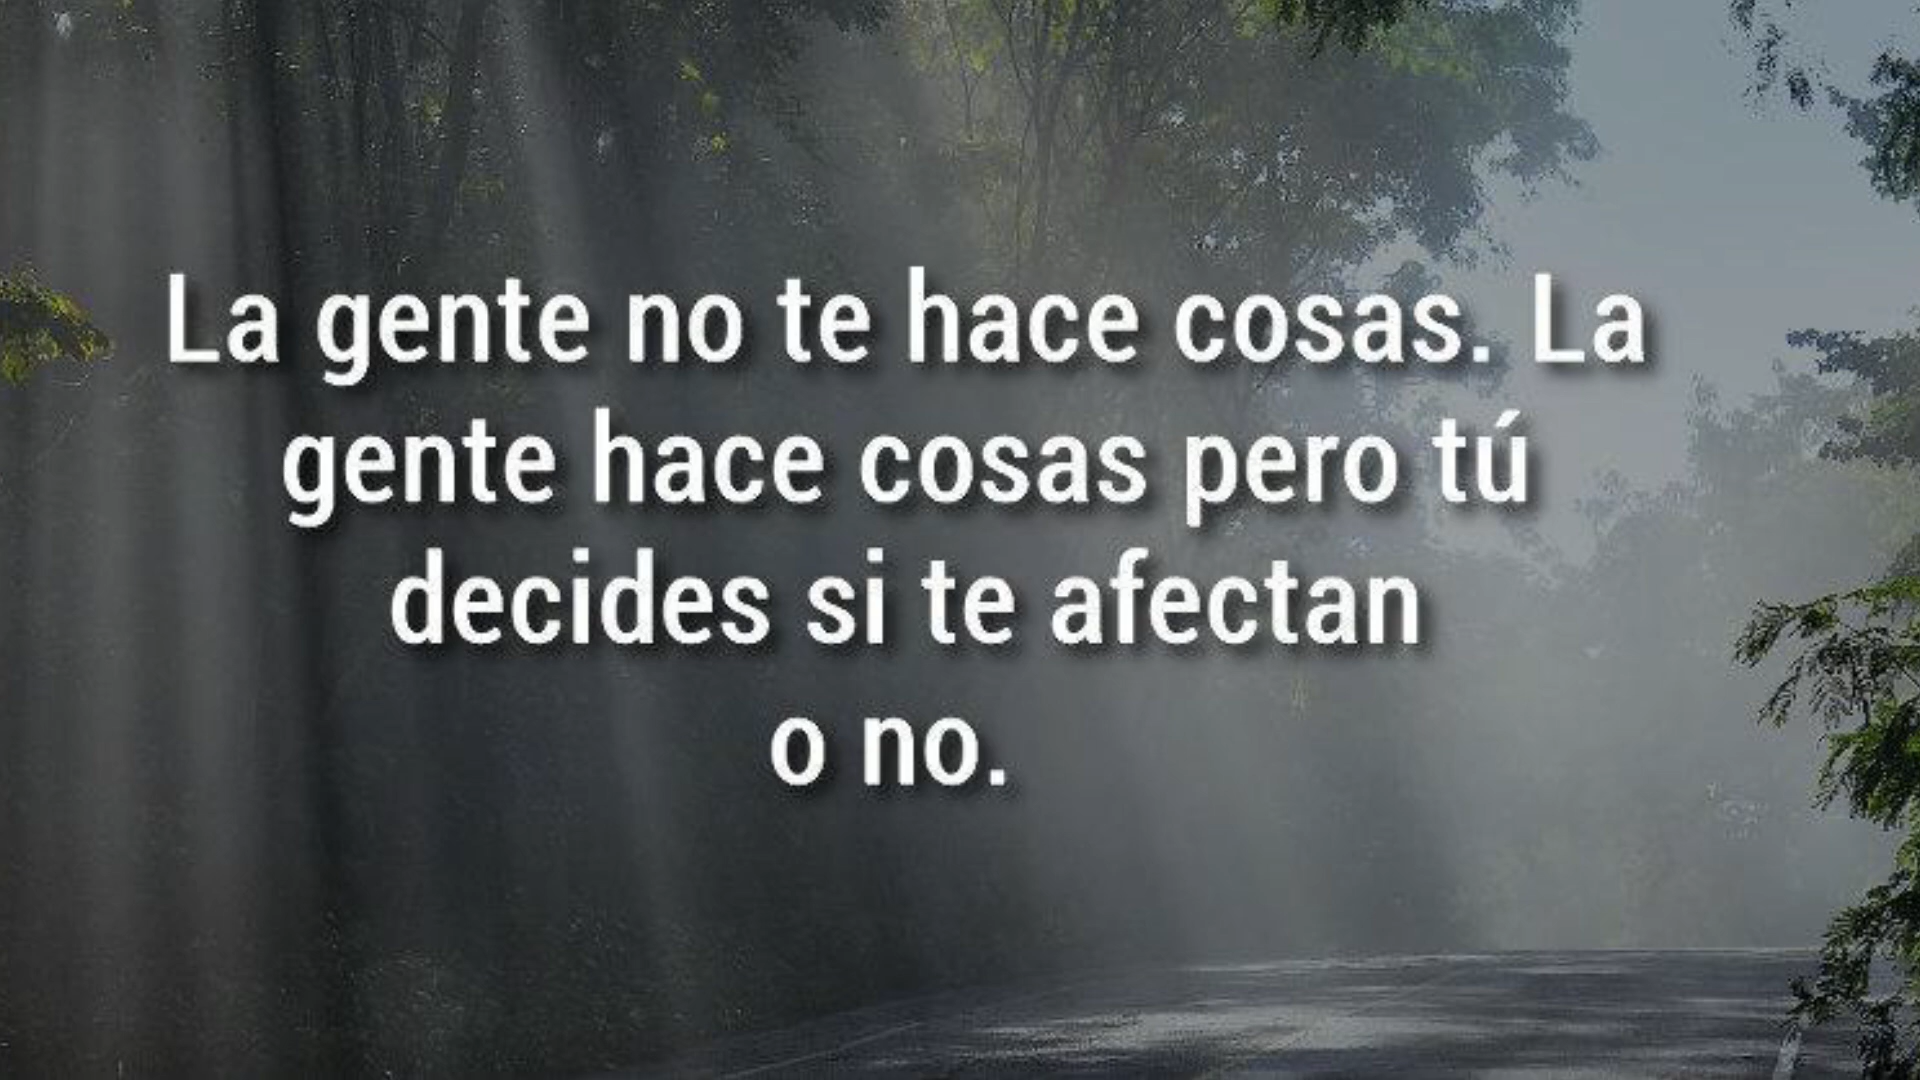 La gente no te hace cosas. La
gente hace cosas pero tú
decides si te afectan
o no.